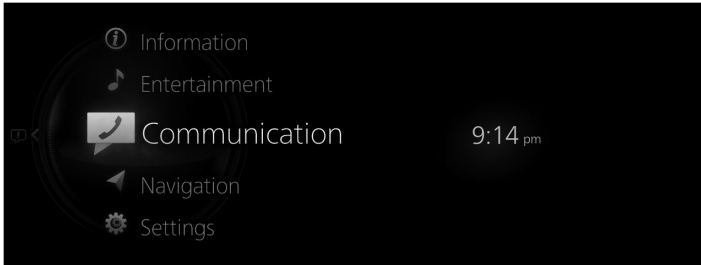 Information
Entertainment
Communication
9:14 pm
Navigation
Settings